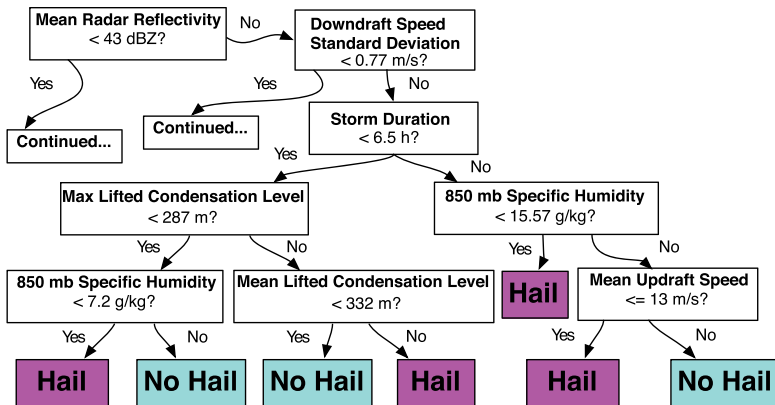 Mean Radar Reflectivity
< 43 dBZ?
No
Downdraft Speed
Standard Deviation
< 0.77 m/s?
Yes
Yes
No
Continued...
Continued...
Storm Duration
< 6.5 h?
Yes
No
Max Lifted Condensation Level
< 287 m?
850 mb Specific Humidity
< 15.57 g/kg?
Yes
No
Yes
No
850 mb Specific Humidity
< 7.2 g/kg?
Mean Lifted Condensation Level
< 332 m?
Hail
Mean Updraft Speed
<= 13 m/s?
Yes
No
Yes
No
Yes
No
Hail
No Hail
No Hail
Hail
Hail
No Hail